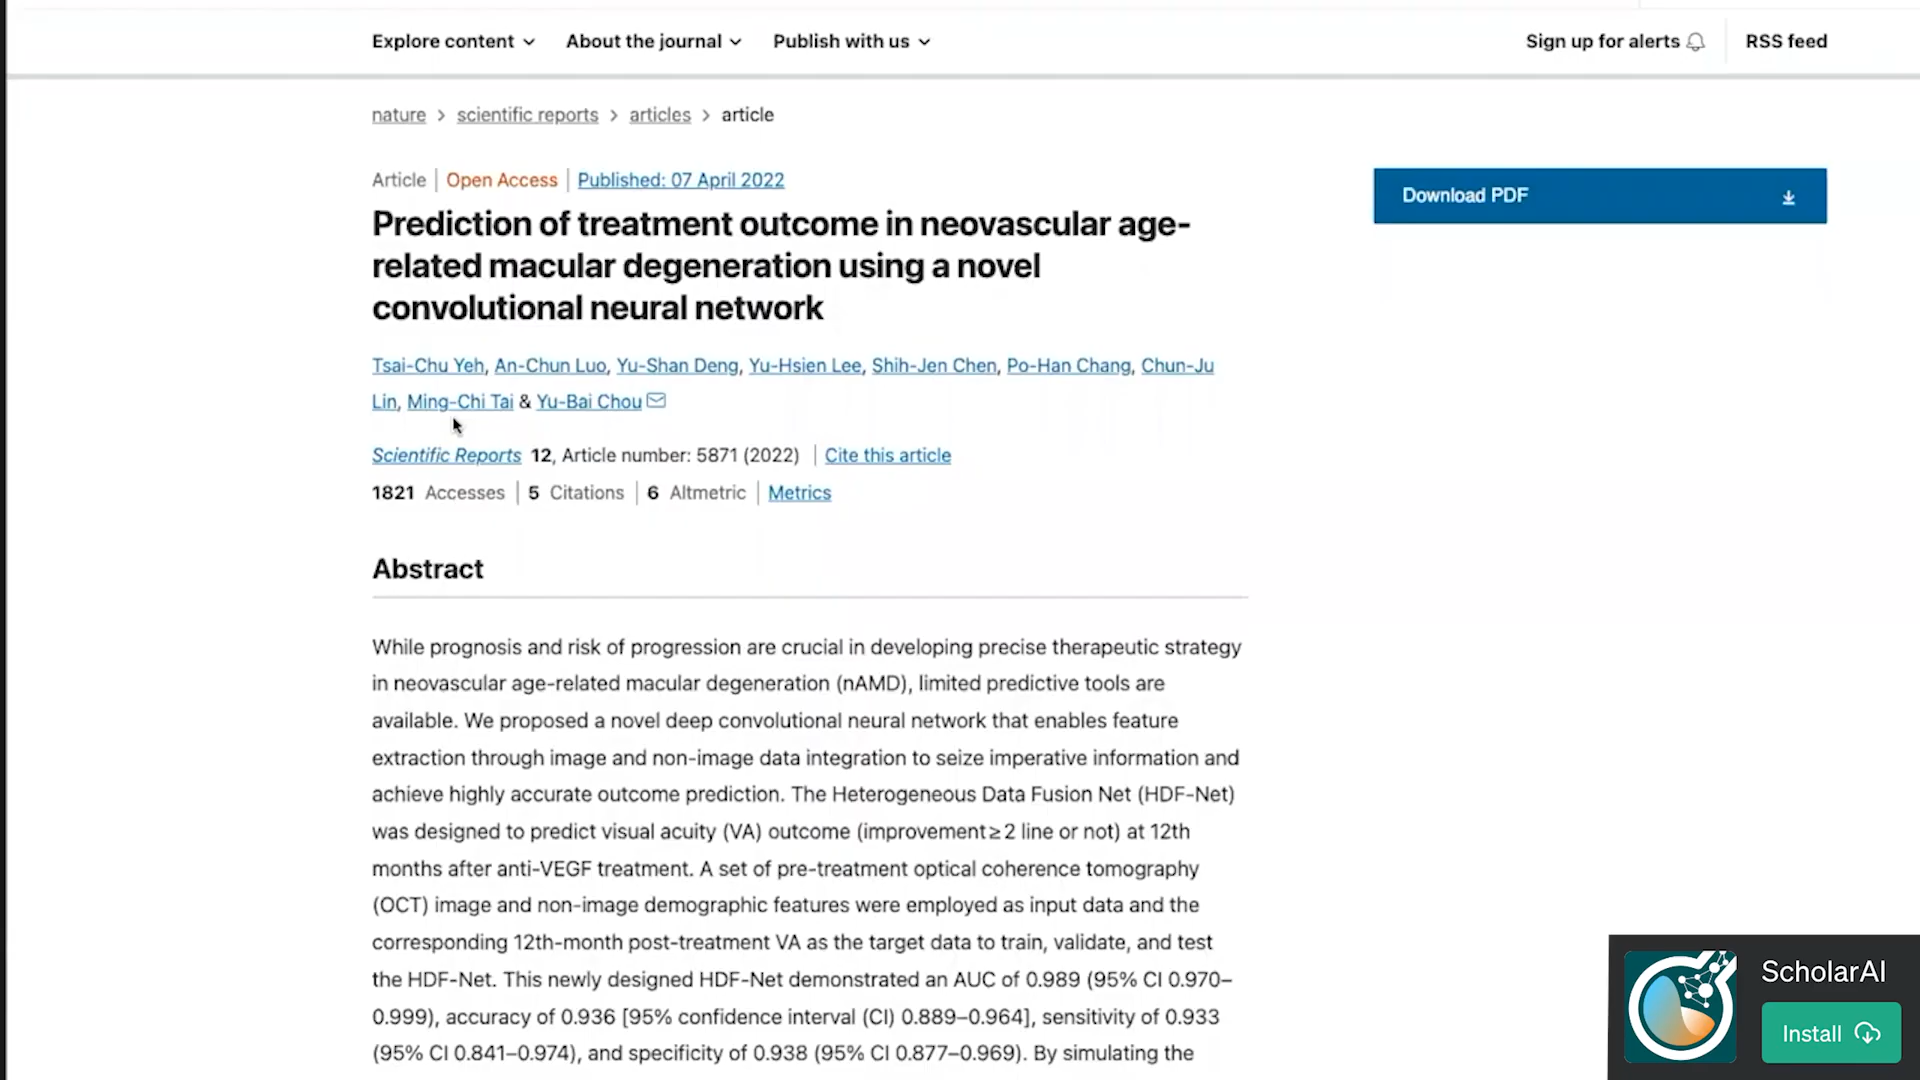 Explore content About the journal Publish with us Sign up for alerts RSS feed
nature > scientific reports > articles > article
Article | Open Access | Published: 07 April 2022
Download PDF
Prediction of treatment outcome in neovascular age-
related macular degeneration using a novel
convolutional neural network
Tsai-Chu Yeh, An-Chun Luo, Yu-Shan Deng, Yu-Hsien Lee, Shih-Jen Chen, Po-Han Chang, Chun-Ju
Lin, Ming-Chi Tai & Yu-Bai Chou
Scientific Reports 12, Article number: 5871 (2022) | Cite this article
1821 Accesses | 5 Citations | 6 Altmetric | Metrics
Abstract
While prognosis and risk of progression are crucial in developing precise therapeutic strategy
in neovascular age-related macular degeneration (nAMD), limited predictive tools are
available. We proposed a novel deep convolutional neural network that enables feature
extraction through image and non-image data integration to seize imperative information and
achieve highly accurate outcome prediction. The Heterogeneous Data Fusion Net (HDF-Net)
was designed to predict visual acuity (VA) outcome (improvement ≥ 2 line or not) at 12th
months after anti-VEGF treatment. A set of pre-treatment optical coherence tomography
(OCT) image and non-image demographic features were employed as input data and the
corresponding 12th-month post-treatment VA as the target data to train, validate, and test
the HDF-Net. This newly designed HDF-Net demonstrated an AUC of 0.989 (95% CI 0.970–
0.999), accuracy of 0.936 [95% confidence interval (CI) 0.889–0.964], sensitivity of 0.933
(95% CI 0.841–0.974), and specificity of 0.938 (95% CI 0.877–0.969). By simulating the
ScholarAI
Install